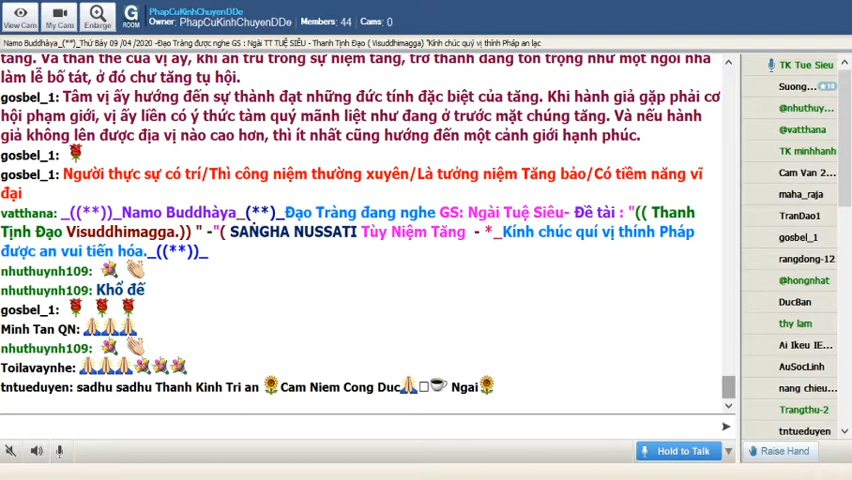 View Cam
My Cam
Enlarge
G
ROOM
PhapCuKinhChuyenDDe
Owner: PhapCuKinhChuyenDDe Members: 44 Cams: 0
Namo Buddhàya_(**)_Thứ Bảy 09 /04 /2020 -Đạo Tràng được nghe GS : Ngài TT TUỆ SIÊU - Thanh Tịnh Đạo ( Visuddhimagga) "Kính chúc quý vị thính Pháp an lạc
tăng. Và thân thể của vị ấy, khi an trú trong sự niệm tăng, trở thành đáng tôn trọng như một ngôi nhà
làm lễ bố tát, ở đó chư tăng tụ hội.
gosbel_1: Tâm vị ấy hướng đến sự thành đạt những đức tính đặc biệt của tăng. Khi hành giả gặp phải cơ
hội phạm giới, vị ấy liền có ý thức tàm quý mãnh liệt như đang ở trước mặt chúng tăng. Và nếu hành
giả không lên được địa vị nào cao hơn, thì ít nhất cũng hướng đến một cảnh giới hạnh phúc.
gosbel_1:
gosbel_1: Người thực sự có trí/Thì công niệm thường xuyên/Là tưởng niệm Tăng bảo/Có tiềm năng vĩ
đại
vatthana: _((**))_Namo Buddhàya_(**)_Đạo Tràng đang nghe GS: Ngài Tuệ Siêu- Đề tài : "(( Thanh
Tịnh Đạo Visuddhimagga.)) " -"( SAṄGHA NUSSATI Tùy Niệm Tăng - *_Kính chúc quí vị thính Pháp
được an vui tiến hóa._((**))_
nhuthuynh109:
nhuthuynh109: Khổ đế
gosbel_1:
Minh Tan QN:
nhuthuynh109:
Toilavaynhe:
tntueduyen: sadhu sadhu Thanh Kinh Tri an Cam Niem Cong Duc Ngai
Hold to Talk
TK Tue Sieu
Suong...
@nhuthuy...
@vatthana
TK minhhanh
Cam Van 2...
maha_raja
TranDao1
gosbel_1
rangdong-12
@hongnhat
DucBan
thy lam
Ai Ikeu IE...
AuSocLinh
nang chieu...
Trangthu-2
tntueduyen
Raise Hand